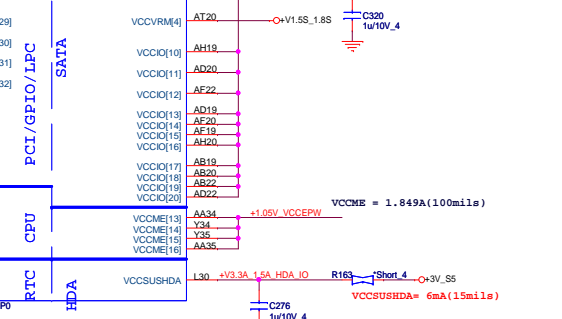 29]
VCCVRM[4]
AT20
+V1.5S_1.8S
C320
1u/10V_4
30]
VCCIO[10]
AH19
31]
VCCIO[11]
AD20
32]
VCCIO[12]
AF22
VCCIO[13]
AD19
VCCIO[14]
AF20
VCCIO[15]
AF19
VCCIO[16]
AH20
VCCIO[17]
AB19
VCCIO[18]
AB20
VCCIO[19]
AB22
VCCIO[20]
AD22
PCI/GPIO/LPC
SATA
VCCME = 1.849A(100mils)
VCCME[13]
AA34
+1.05V_VCCEPW
VCCME[14]
Y34
VCCME[15]
Y35
VCCME[16]
AA35
CPU
VCCSUSHDA
L30
+V3.3A_1.5A_HDA_IO
R163
*Short_4
+3V_S5
VCCSUSHDA= 6mA(15mils)
RTC
HDA
P0
C276
1u/10V_4